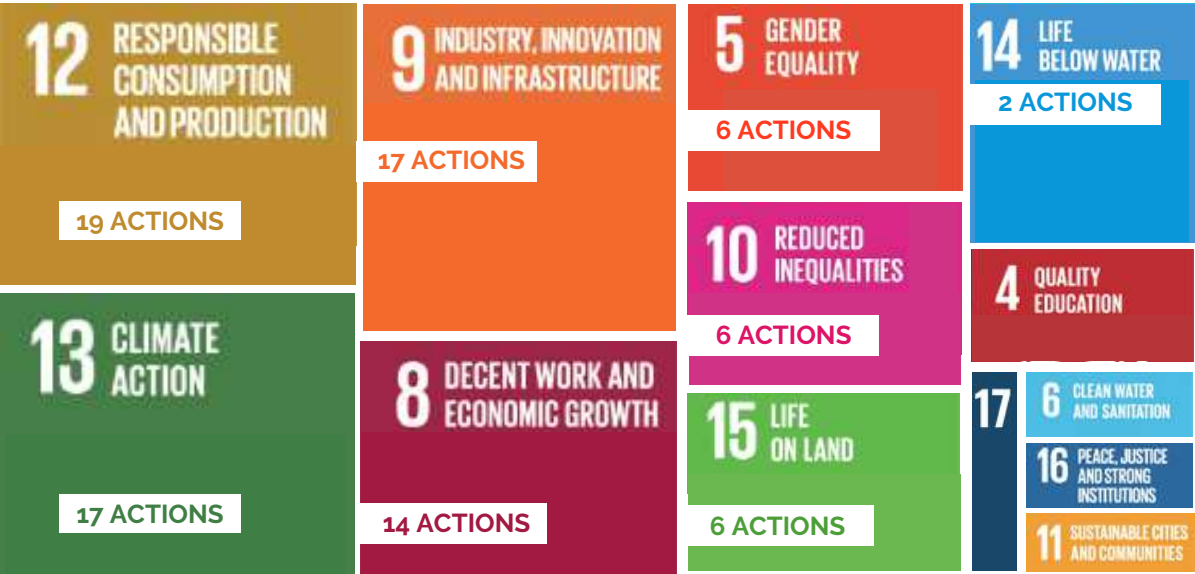 12 RESPONSIBLE
CONSUMPTION
AND PRODUCTION
19 ACTIONS
13 CLIMATE
ACTION
17 ACTIONS
9 INDUSTRY, INNOVATION
AND INFRASTRUCTURE
17 ACTIONS
8 DECENT WORK AND
ECONOMIC GROWTH
14 ACTIONS
5 GENDER
EQUALITY
6 ACTIONS
10 REDUCED
INEQUALITIES
6 ACTIONS
15 LIFE
ON LAND
6 ACTIONS
14 LIFE
BELOW WATER
2 ACTIONS
4 QUALITY
EDUCATION
17
6 CLEAN WATER
AND SANITATION
16 PEACE, JUSTICE
AND STRONG
INSTITUTIONS
11 SUSTAINABLE CITIES
AND COMMUNITIES